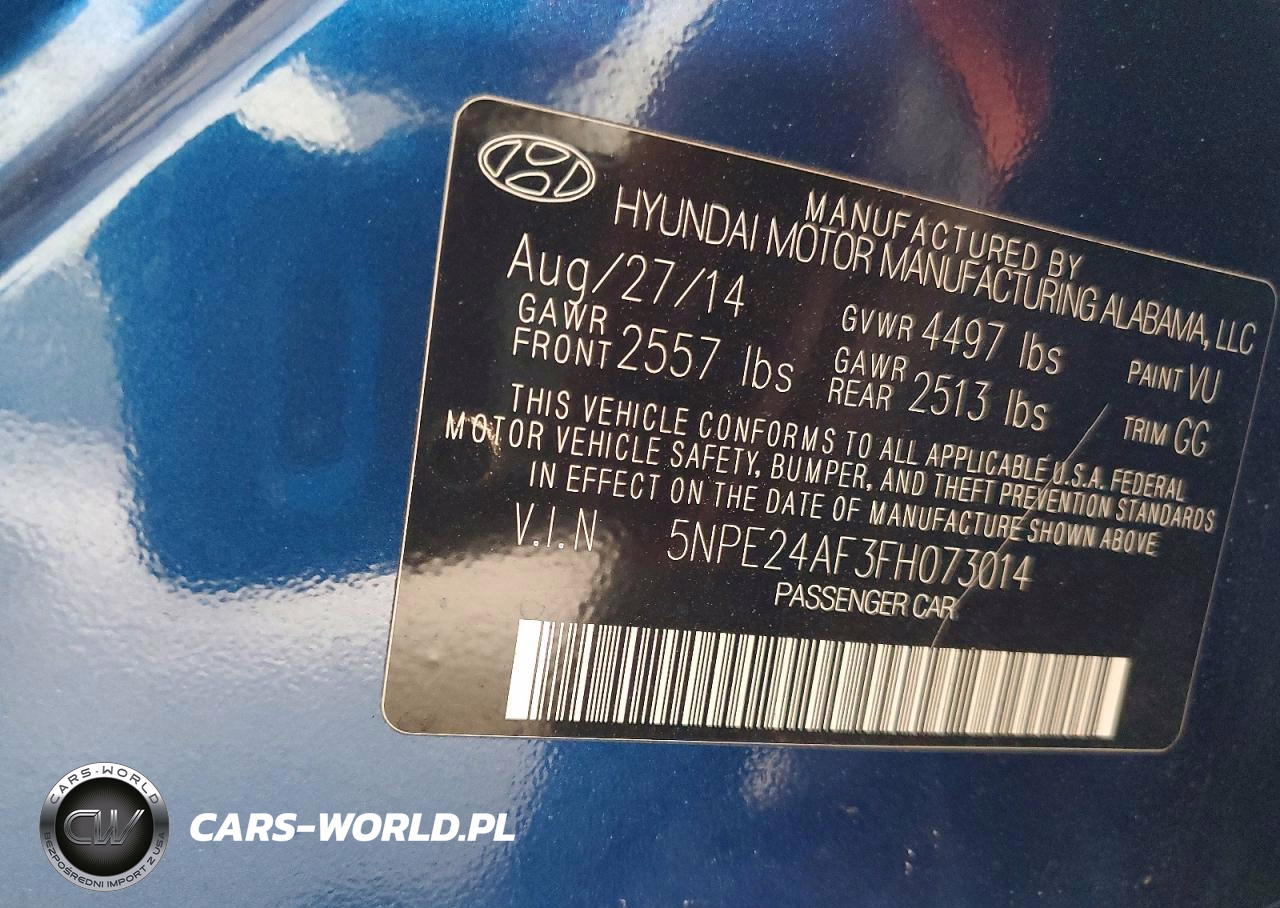 MANUFACTURED BY
HYUNDAI MOTOR MANUFACTURING ALABAMA, LLC
Aug/27/14
GVWR 4497 lbs
PAINT VU
GAWR FRONT 2557 lbs
GAWR REAR 2513 lbs
TRIM GG
THIS VEHICLE CONFORMS TO ALL APPLICABLE U.S.A. FEDERAL
MOTOR VEHICLE SAFETY, BUMPER, AND THEFT PREVENTION STANDARDS
IN EFFECT ON THE DATE OF MANUFACTURE SHOWN ABOVE
V.I.N 5NPE24AF3FH073014
PASSENGER CAR
CARS-WORLD
CW
BEZPOŚREDNI IMPORT Z USA
CARS-WORLD.PL